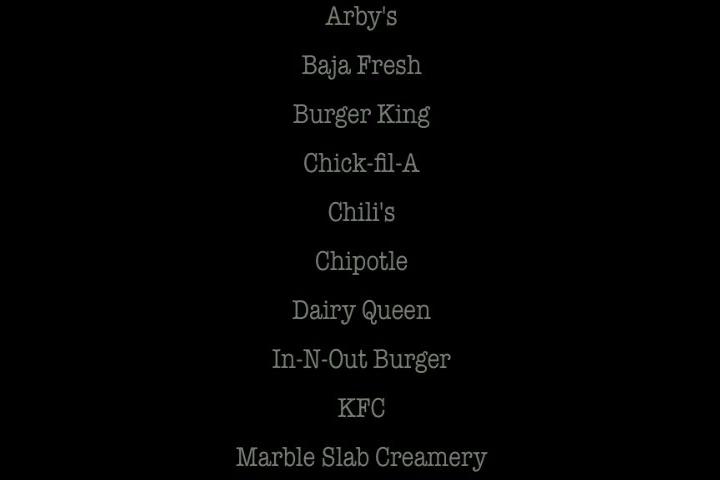 Arby's
Baja Fresh
Burger King
Chick-fil-A
Chili's
Chipotle
Dairy Queen
In-N-Out Burger
KFC
Marble Slab Creamery